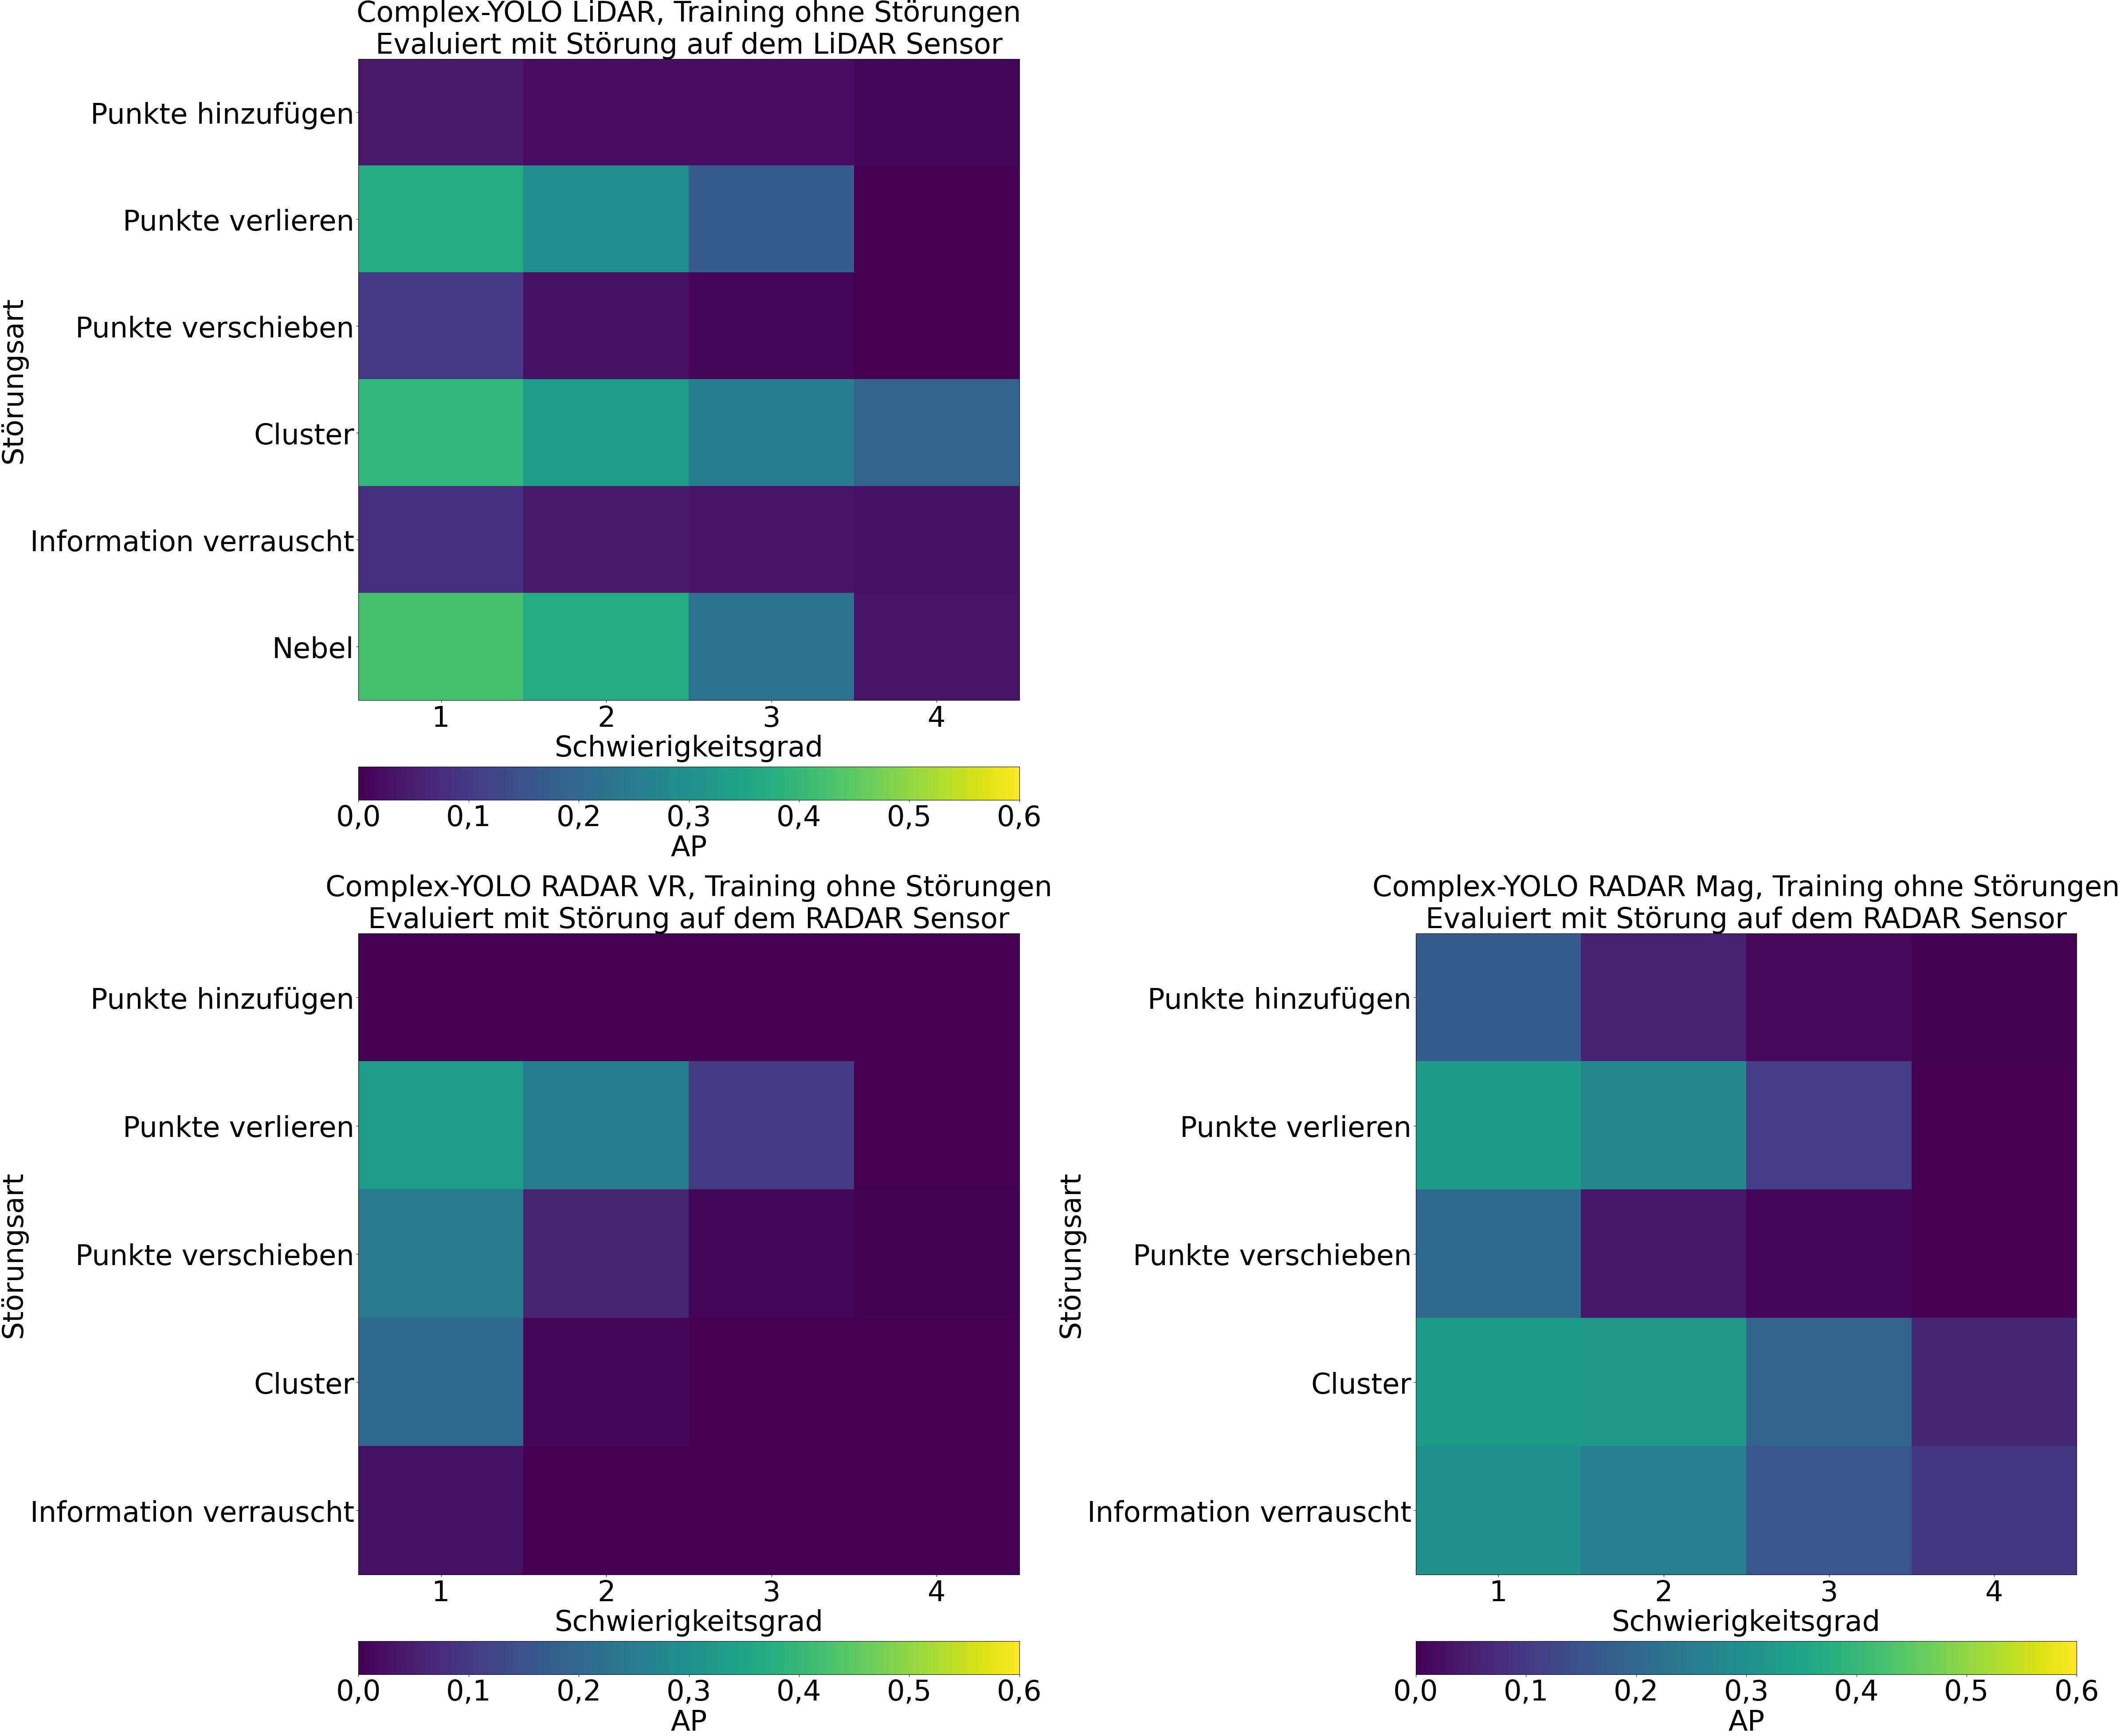 Complex-YOLO LiDAR, Training ohne Störungen
Evaluiert mit Störung auf dem LiDAR Sensor
Störungsart
Punkte hinzufügen
Punkte verlieren
Punkte verschieben
Cluster
Information verrauscht
Nebel
1 2 3 4
Schwierigkeitsgrad
0,0 0,1 0,2 0,3 0,4 0,5 0,6
AP
Complex-YOLO RADAR VR, Training ohne Störungen
Evaluiert mit Störung auf dem RADAR Sensor
Störungsart
Punkte hinzufügen
Punkte verlieren
Punkte verschieben
Cluster
Information verrauscht
1 2 3 4
Schwierigkeitsgrad
0,0 0,1 0,2 0,3 0,4 0,5 0,6
AP
Complex-YOLO RADAR Mag, Training ohne Störungen
Evaluiert mit Störung auf dem RADAR Sensor
Störungsart
Punkte hinzufügen
Punkte verlieren
Punkte verschieben
Cluster
Information verrauscht
1 2 3 4
Schwierigkeitsgrad
0,0 0,1 0,2 0,3 0,4 0,5 0,6
AP